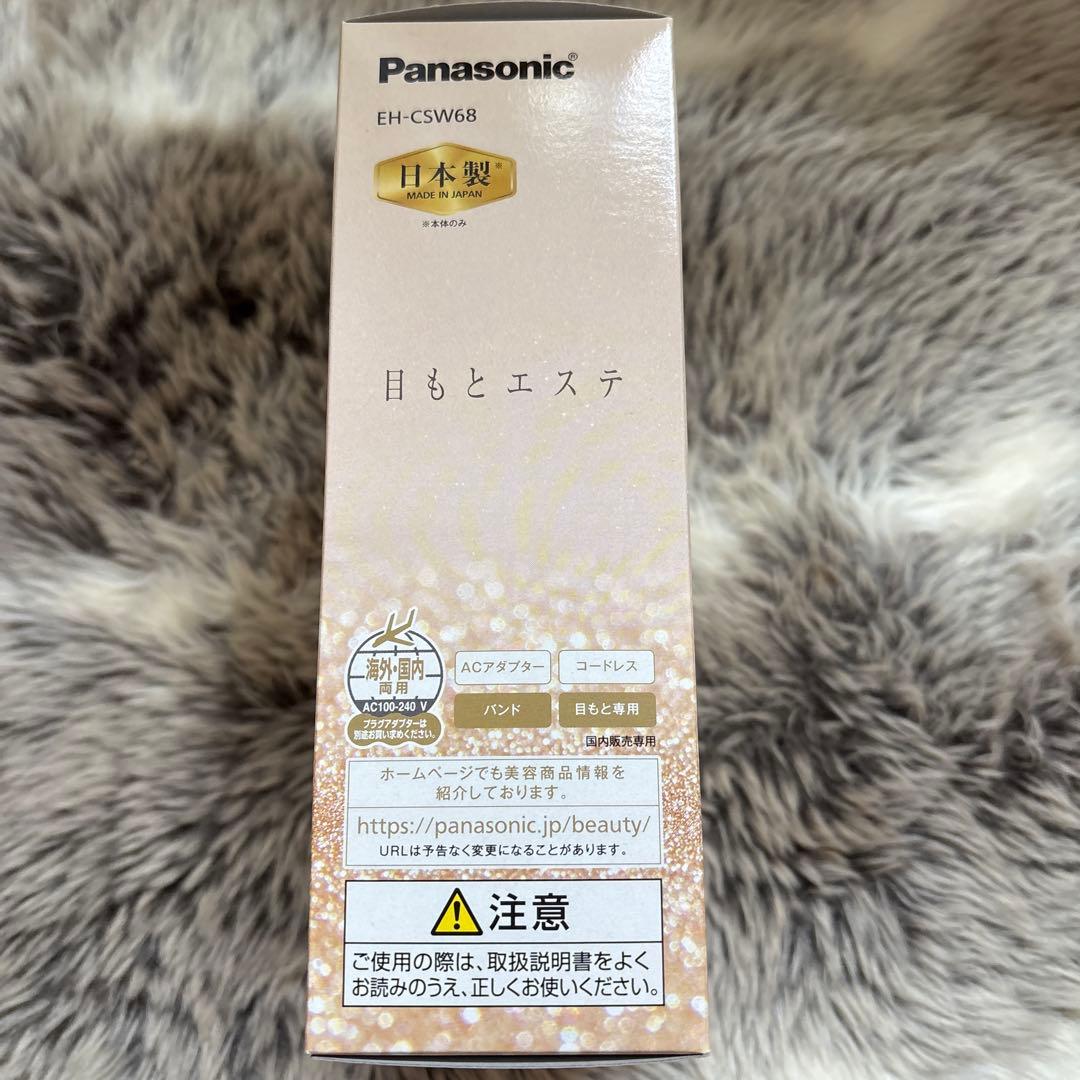 Panasonic®
EH-CSW68
日本製※
MADE IN JAPAN
※本体のみ
目もとエステ
海外・国内
両用
AC100-240 V
プラグアダプターは
別途お買い求めください。
ACアダプター
コードレス
バンド
目もと専用
国内販売専用
ホームページでも美容商品情報を
紹介しております。
https://panasonic.jp/beauty/
URLは予告なく変更になることがあります。
注意
ご使用の際は、取扱説明書をよく
お読みのうえ、正しくお使いください。